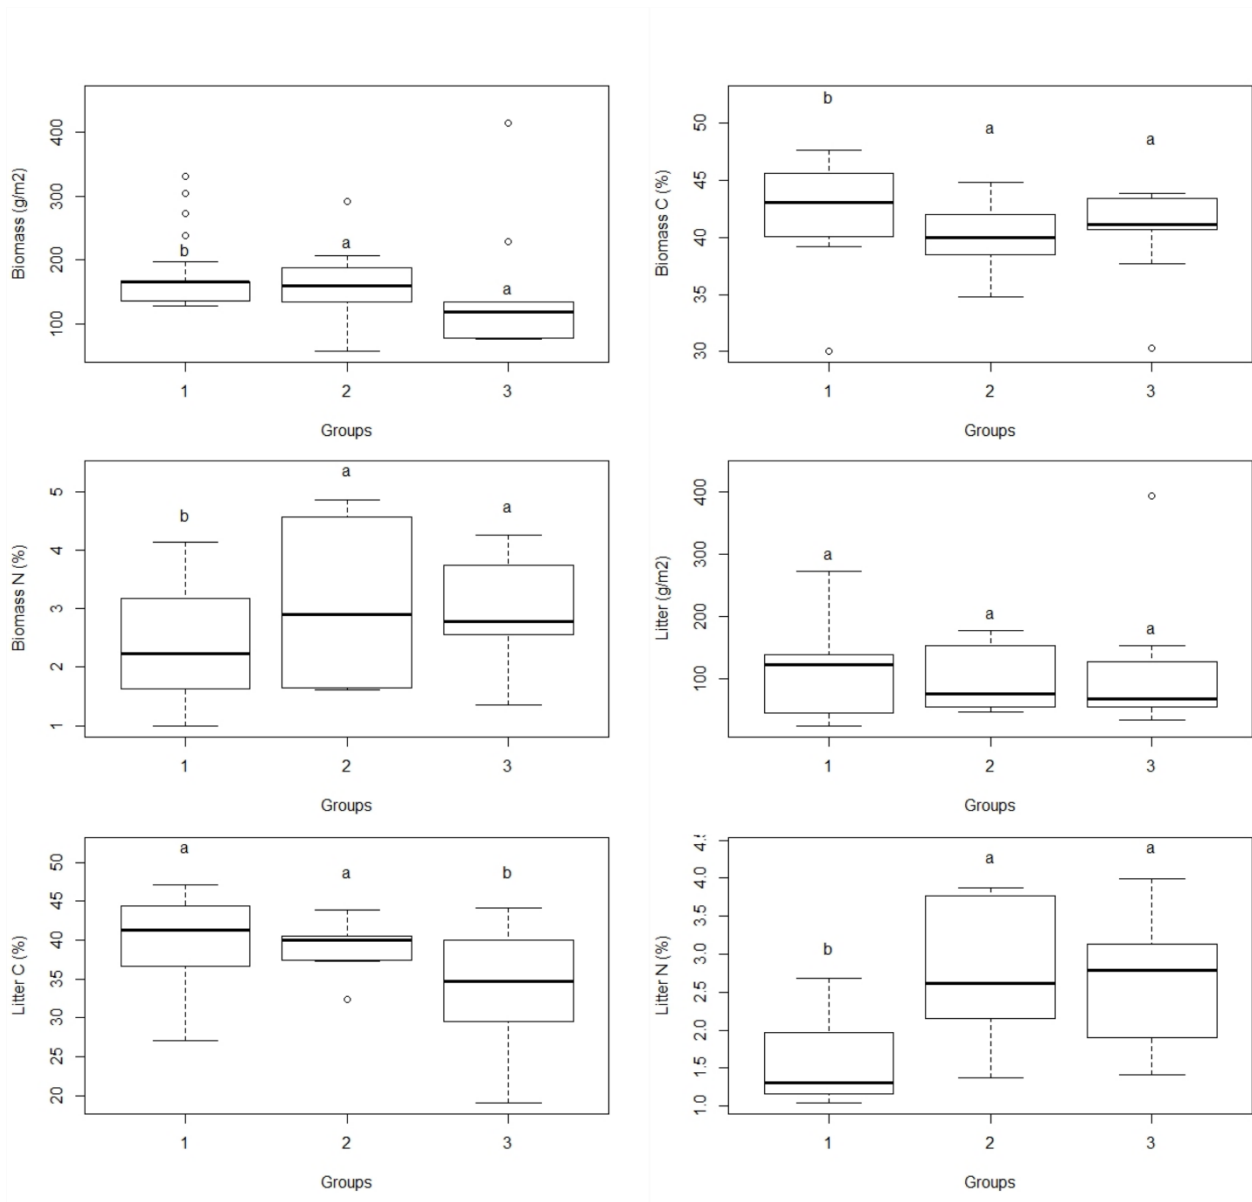 Biomass (g/m2)
400
300
200
100
b
a
a
1 2 3
Groups
Biomass C (%)
50
45
40
35
30
b
a
a
1 2 3
Groups
Biomass N (%)
5
4
3
2
1
b
a
a
1 2 3
Groups
Litter (g/m2)
400
300
200
100
a
a
a
1 2 3
Groups
Litter C (%)
50
45
40
35
30
25
20
a
a
b
1 2 3
Groups
Litter N (%)
4.0
3.5
3.0
2.5
2.0
1.5
1.0
b
a
a
1 2 3
Groups